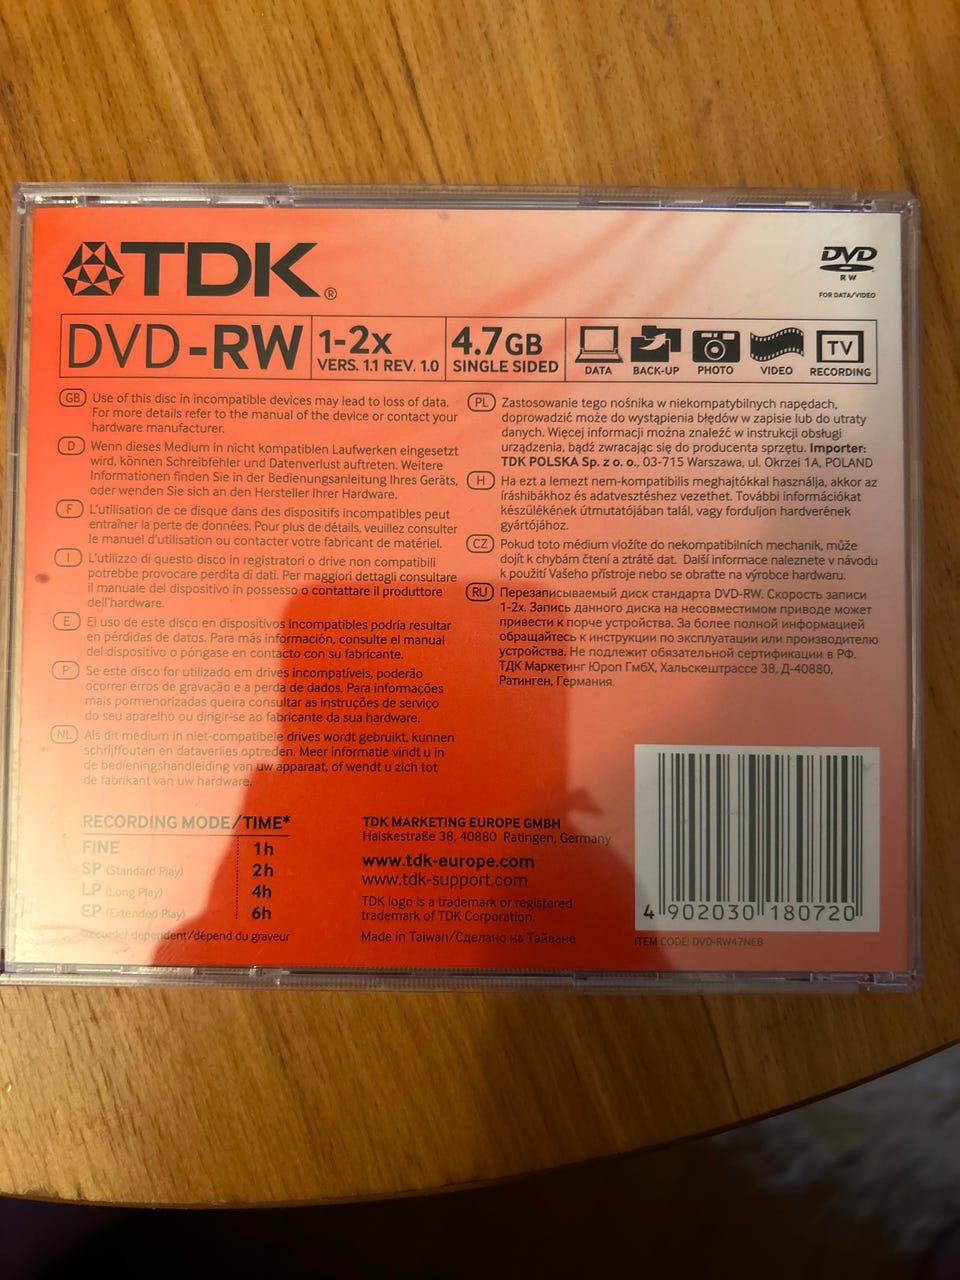 TDK®
DVD
RW
FOR DATA/VIDEO
DVD-RW
1-2x
VERS. 1.1 REV. 1.0
4.7GB
SINGLE SIDED
DATA
BACK-UP
PHOTO
VIDEO
TV
RECORDING
GB Use of this disc in incompatible devices may lead to loss of data.
For more details refer to the manual of the device or contact your
hardware manufacturer.
D Wenn dieses Medium in nicht kompatiblen Laufwerken eingesetzt
wird, können Schreibfehler und Datenverlust auftreten. Weitere
Informationen finden Sie in der Bedienungsanleitung Ihres Geräts,
oder wenden Sie sich an den Hersteller Ihrer Hardware.
F L'utilisation de ce disque dans des dispositifs incompatibles peut
entraîner la perte de données. Pour plus de détails, veuillez consulter
le manuel d'utilisation ou contacter votre fabricant de matériel.
I L'utilizzo di questo disco in registratori o drive non compatibili
potrebbe provocare perdita di dati. Per maggiori dettagli consultare
il manuale del dispositivo in possesso o contattare il produttore
dell'hardware.
E El uso de este disco en dispositivos incompatibles podría resultar
en pérdidas de datos. Para más información, consulte el manual
del dispositivo o póngase en contacto con su fabricante.
P Se este disco for utilizado em drives incompatíveis, poderão
ocorrer erros de gravação e a perda de dados. Para informações
mais pormenorizadas queira consultar as instruções de serviço
do seu aparelho ou dirigir-se ao fabricante da sua hardware.
NL Als dit medium in niet-compatibele drives wordt gebruikt, kunnen
schrijffouten en dataverlies optreden. Meer informatie vindt u in
de bedieningshandleiding van uw apparaat, of wendt u zich tot
de fabrikant van uw hardware.
PL Zastosowanie tego nośnika w niekompatybilnych napędach,
doprowadzić może do wystąpienia błędów w zapisie lub do utraty
danych. Więcej informacji można znaleźć w instrukcji obsługi
urządzenia, bądź zwracając się do producenta sprzętu. Importer:
TDK POLSKA Sp. z o. o., 03-715 Warszawa, ul. Okrzei 1A, POLAND
H Ha ezt a lemezt nem-kompatibilis meghajtókkal használja, akkor az
íráshibákhoz és adatvesztéshez vezethet. További információkat
készülékének útmutatójában talál, vagy forduljon hardverének
gyártójához.
CZ Pokud toto médium vložíte do nekompatibilních mechanik, může
dojít k chybám čtení a ztrátě dat. Další informace naleznete v návodu
k použití Vašeho přístroje nebo se obraťte na výrobce hardwaru.
RU Перезаписываемый диск стандарта DVD-RW. Скорость записи
1-2x. Запись данного диска на несовместимом приводе может
привести к порче устройства. За более полной информацией
обращайтесь к инструкции по эксплуатации или производителю
устройства. Не подлежит обязательной сертификации в РФ.
ТДК Маркетинг Юроп ГмбХ, Хальскештрассе 38, Д-40880,
Ратинген, Германия.
RECORDING MODE/TIME*
FINE 1h
SP (Standard Play) 2h
LP (Long Play) 4h
EP (Extended Play) 6h
*Recorder dependent/dépend du graveur
TDK MARKETING EUROPE GMBH
Halskestraße 38, 40880 Ratingen, Germany
www.tdk-europe.com
www.tdk-support.com
TDK logo is a trademark or registered
trademark of TDK Corporation.
Made in Taiwan/Сделано на Тайване
4 902030 180720
ITEM CODE: DVD-RW47NEB